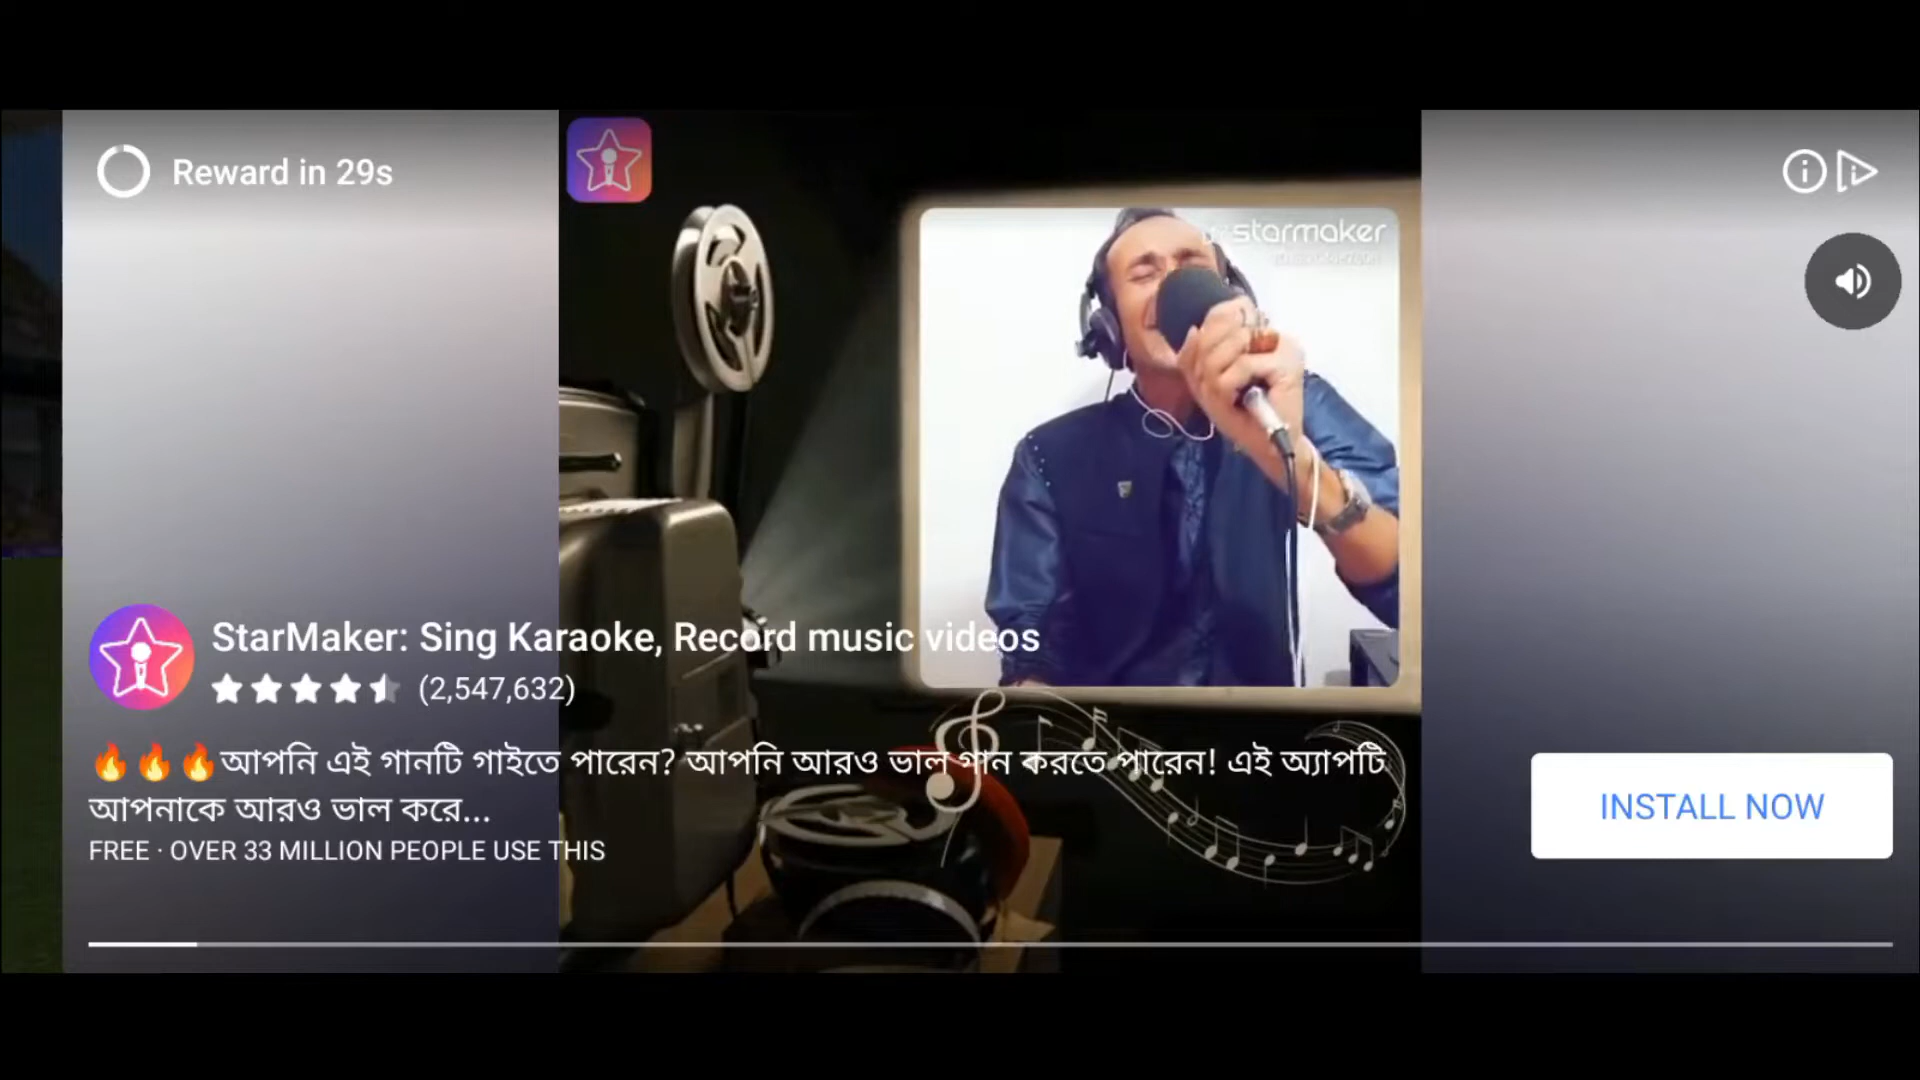 Reward in 29s
starmaker
StarMaker: Sing Karaoke, Record music videos
(2,547,632)
🔥🔥🔥আপনি এই গানটি গাইতে পারেন? আপনি আরও ভাল গান করতে পারেন! এই অ্যাপটি
আপনাকে আরও ভাল করে...
FREE · OVER 33 MILLION PEOPLE USE THIS
INSTALL NOW